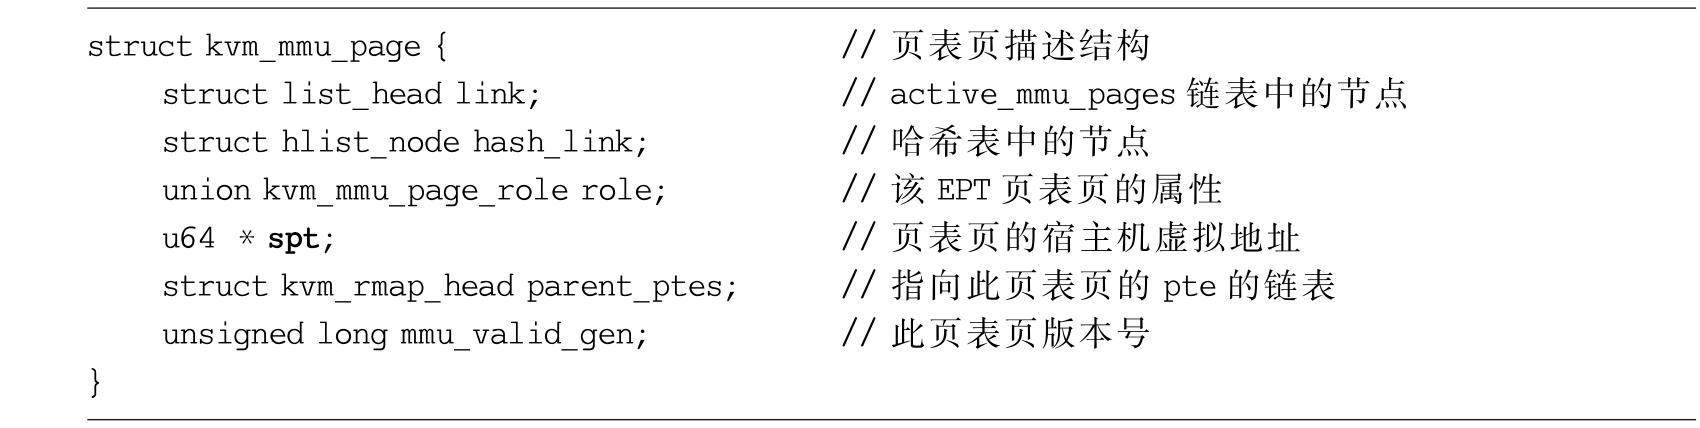 struct kvm_mmu_page { // 页表页描述结构
struct list_head link; // active_mmu_pages 链表中的节点
struct hlist_node hash_link; // 哈希表中的节点
union kvm_mmu_page_role role; // 该 EPT 页表页的属性
u64 * spt; // 页表页的宿主机虚拟地址
struct kvm_rmap_head parent_ptes; // 指向此页表页的 pte 的链表
unsigned long mmu_valid_gen; // 此页表页版本号
}